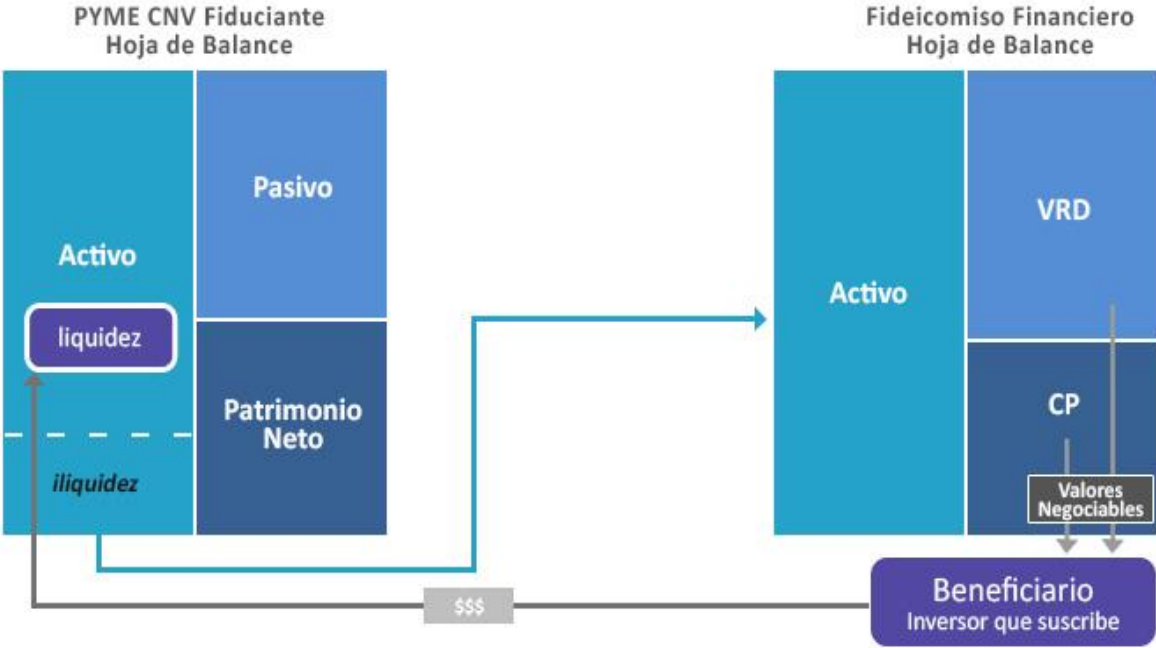 PYME CNV Fiduciante
Hoja de Balance
Fideicomiso Financiero
Hoja de Balance
Activo
liquidez
iliquidez
Pasivo
Patrimonio
Neto
Activo
VRD
CP
Valores
Negociables
$$$
Beneficiario
Inversor que suscribe